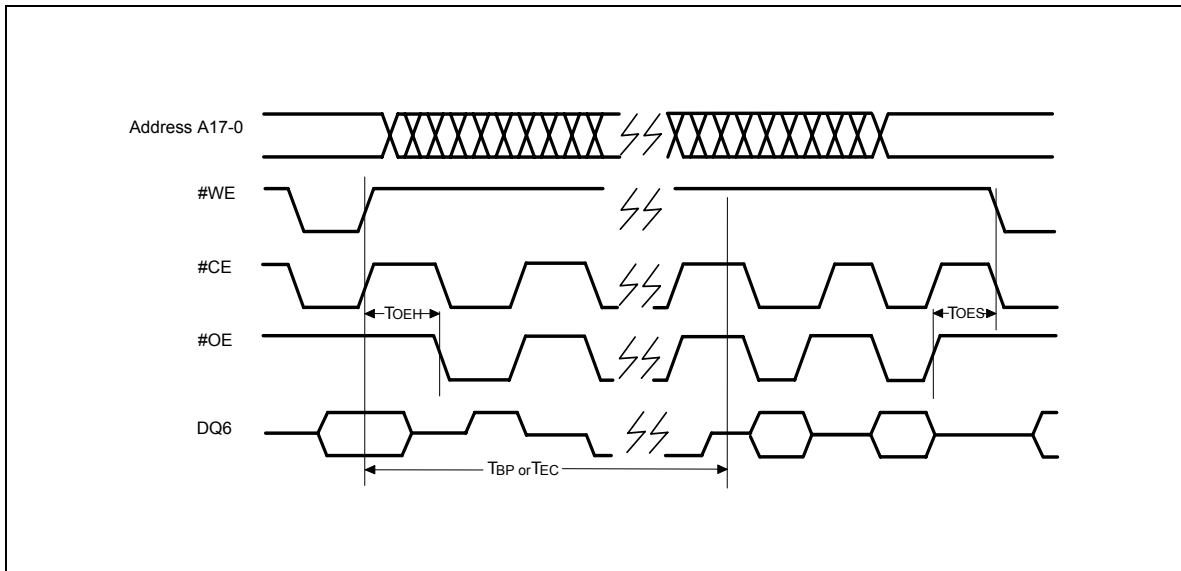 Address A17-0
#WE
#CE
TOEH
TOES
#OE
DQ6
TBP or TEC